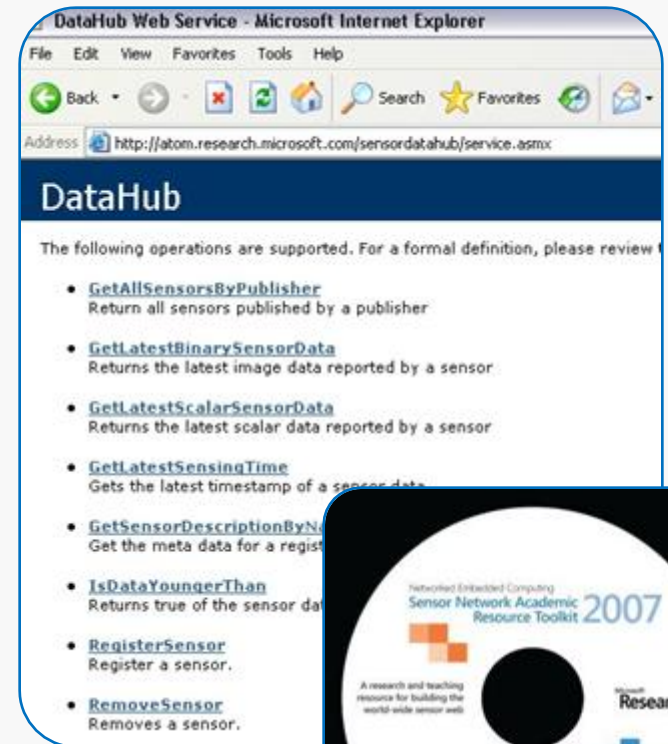 DataHub Web Service - Microsoft Internet Explorer
File Edit View Favorites Tools Help
Back Search Favorites
Address http://atom.research.microsoft.com/sensordatahub/service.asmx
DataHub
The following operations are supported. For a formal definition, please review
• GetAllSensorsByPublisher
Return all sensors published by a publisher
• GetLatestBinarySensorData
Returns the latest image data reported by a sensor
• GetLatestScalarSensorData
Returns the latest scalar data reported by a sensor
• GetLatestSensingTime
Gets the latest timestamp of a sensor data
• GetSensorDescriptionByNa
Get the meta data for a regist
• IsDataYoungerThan
Returns true of the sensor dat
• RegisterSensor
Register a sensor.
• RemoveSensor
Removes a sensor.
Networked Embedded Computing
Sensor Network Academic 2007
Resource Toolkit
A research and teaching
resource for building the
world-wide sensor web
Microsoft
Resear